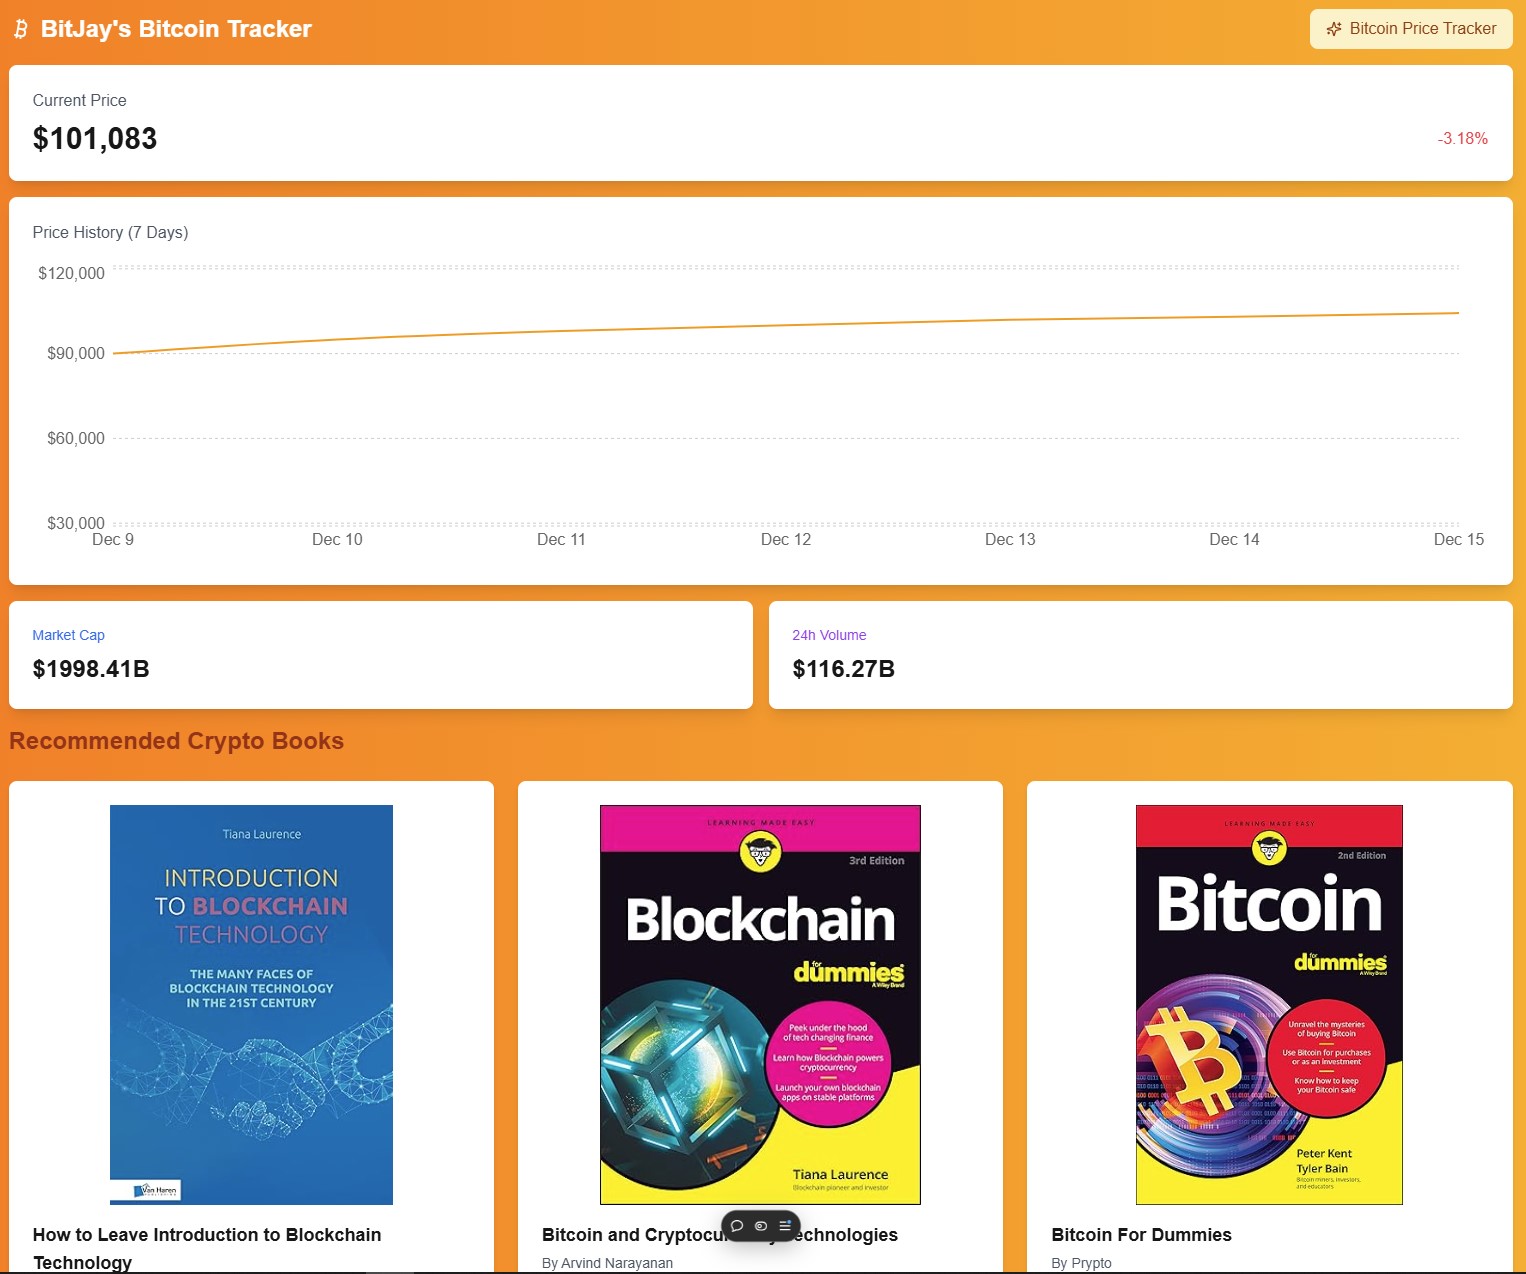 BitJay's Bitcoin Tracker
Bitcoin Price Tracker
Current Price
$101,083
-3.18%
Price History (7 Days)
$120,000
$90,000
$60,000
$30,000
Dec 9 Dec 10 Dec 11 Dec 12 Dec 13 Dec 14 Dec 15
Market Cap
$1998.41B
24h Volume
$116.27B
Recommended Crypto Books
Tiana Laurence
INTRODUCTION
TO BLOCKCHAIN
TECHNOLOGY
THE MANY FACES OF
BLOCKCHAIN TECHNOLOGY
IN THE 21ST CENTURY
Van Haren
PUBLISHING
How to Leave Introduction to Blockchain
Technology
LEARNING MADE EASY
3rd Edition
Blockchain
for
dummies
A Wiley Brand
Peek under the hood
of tech changing finance
Learn how Blockchain powers
cryptocurrency
Launch your own blockchain
apps on stable platforms
Tiana Laurence
Blockchain pioneer and investor
Bitcoin and echnologies
By Arvind Narayanan
LEARNING MADE EASY
2nd Edition
Bitcoin
for
dummies
A Wiley Brand
Unravel the mysteries
of buying Bitcoin
Use Bitcoin for purchases
or as an investment
Know how to keep
your Bitcoin safe
Peter Kent
Tyler Bain
Bitcoin miners, investors,
and educators
Bitcoin For Dummies
By Prypto